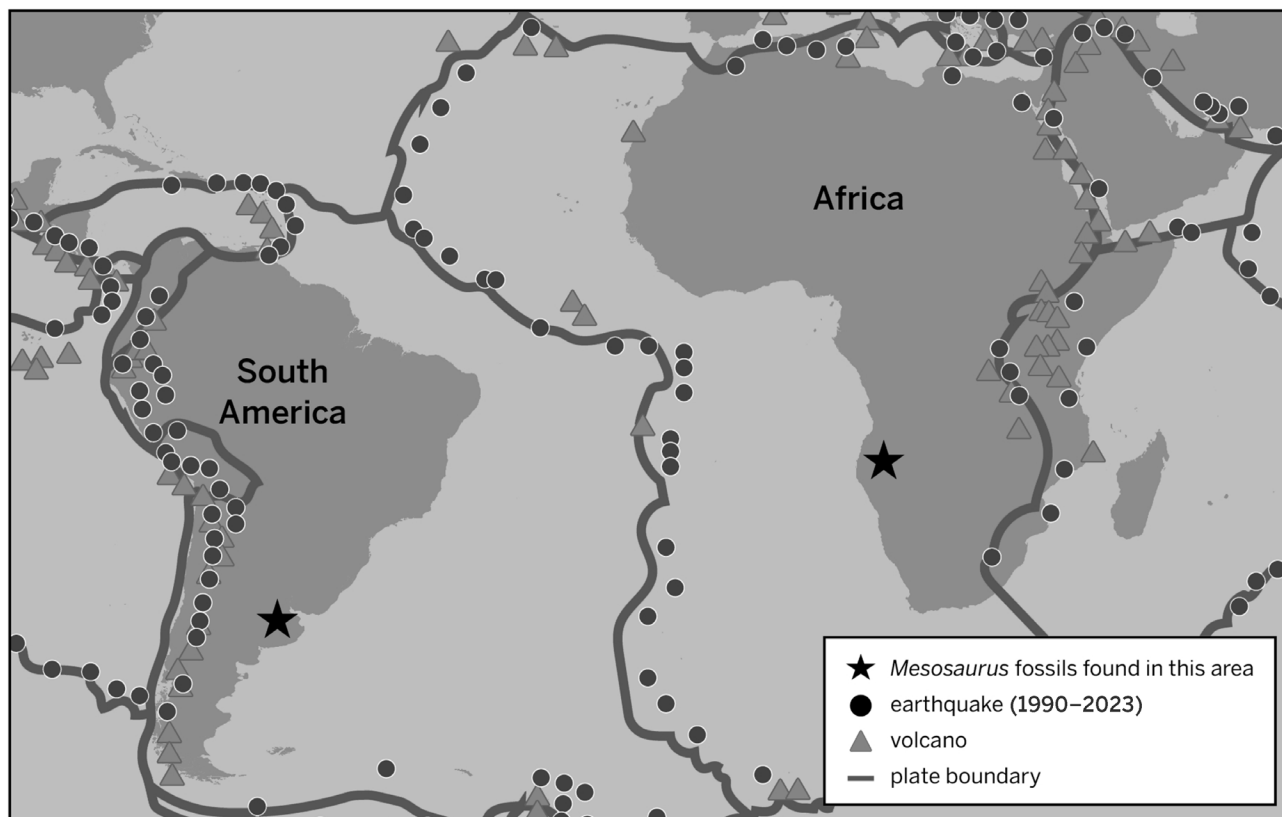 Africa
South
America
Mesosaurus fossils found in this area
earthquake (1990–2023)
volcano
plate boundary